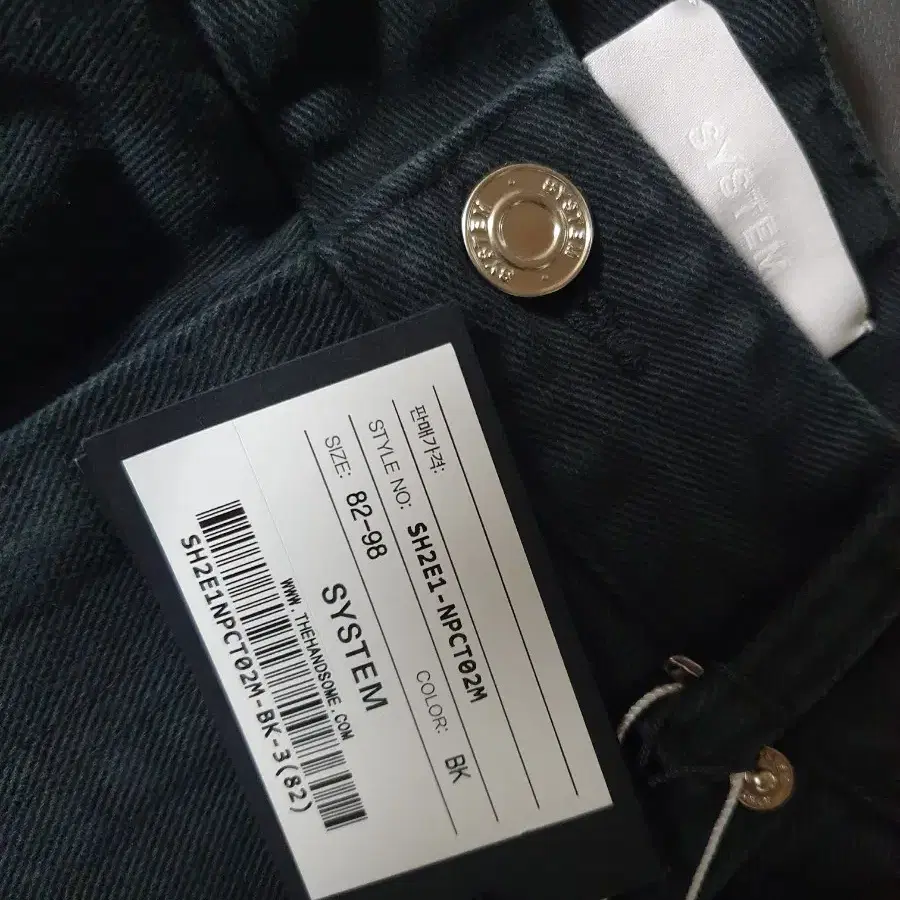 SYSTEM
SYSTEM · SYSTEM ·
판매가격:
STYLE NO: SH2E1-NPCT02M
SIZE: 82-98 COLOR: BK
SYSTEM
WWW.THEHANDSOME.COM
SH2E1NPCT02M-BK-3(82)